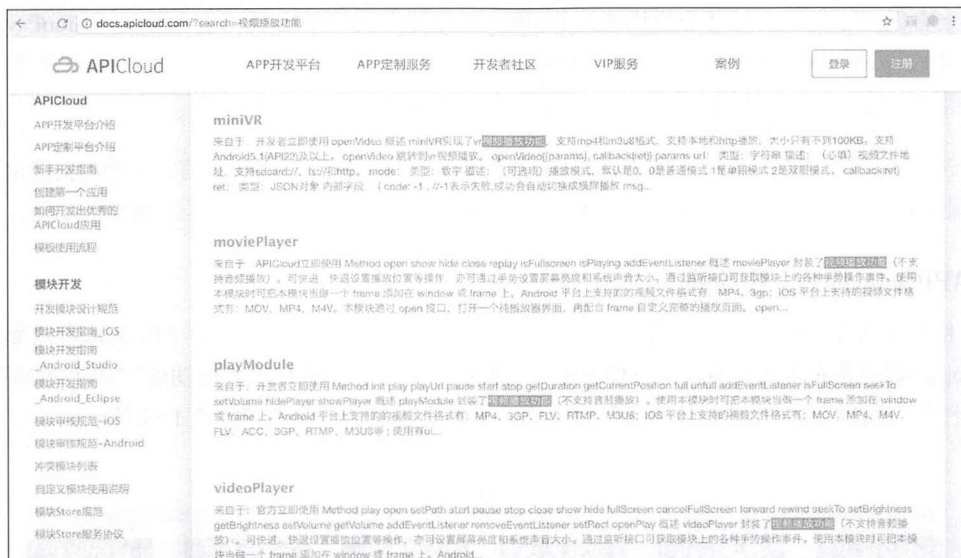 docs.apicloud.com/?search=视频播放功能
APICloud
APP开发平台
APP定制服务
开发者社区
VIP服务
案例
登录
注册
APICloud
APP开发平台介绍
APP定制平台介绍
新手开发指南
创建第一个应用
如何开发出优秀的
APICloud应用
模板使用流程
模块开发
开发模块设计规范
模块开发指南_iOS
模块开发指南
_Android_Studio
模块开发指南
_Android_Eclipse
模块审核规范-iOS
模块审核规范-Android
冲突模块列表
自定义模块使用说明
模块Store规范
模块Store服务协议
miniVR
来自于：开发者立即使用 openVideo 概述 miniVR实现了vr视频播放功能，支持mp4和m3u8格式，支持本地和http播放，大小只有不到100KB。支持
Android5.1(API22)及以上。 openVideo 跳转到vr视频播放。 openVideo({params}, callback(ret)) params url: 类型：字符串 描述：（必填）视频文件地
址，支持sdcard://、fs://和http。 mode: 类型：数字 描述：（可选项）播放模式，默认是0，0是普通模式 1是单眼模式 2是双眼模式。 callback(ret)
ret: 类型：JSON对象 内部字段：{ code: -1 , //-1表示失败,成功会自动切换成横屏播放 msg...
moviePlayer
来自于：APICloud立即使用 Method open show hide close replay isFullscreen isPlaying addEventListener 概述 moviePlayer 封装了视频播放功能（不支
持音频播放）。可快进、快退设置播放位置等操作，亦可通过手势设置屏幕亮度和系统声音大小。通过监听接口可获取模块上的各种手势操作事件。使用
本模块时可把本模块当做一个 frame 添加在 window 或 frame 上。Android 平台上支持的的视频文件格式有：MP4、3gp；iOS 平台上支持的视频文件格
式有：MOV、MP4、M4V。本模块通过 open 接口，打开一个纯播放器界面，再配合 frame 自定义完整的播放页面。 open...
playModule
来自于：开发者立即使用 Method init play playUrl pause start stop getDuration getCurrentPosition full unfull addEventListener isFullScreen seekTo
setVolume hidePlayer showPlayer 概述 playModule 封装了视频播放功能（不支持音频播放）。使用本模块时可把本模块当做一个 frame 添加在 window
或 frame 上。Android 平台上支持的的视频文件格式有：MP4、3GP、FLV、RTMP、M3U8；IOS 平台上支持的视频文件格式有：MOV、MP4、M4V、
FLV、ACC、3GP、RTMP、M3U8等；使用有ui...
videoPlayer
来自于：官方立即使用 Method play open setPath start pause stop close show hide fullScreen cancelFullScreen forward rewind seekTo setBrightness
getBrightness setVolume getVolume addEventListener removeEventListener setRect openPlay 概述 videoPlayer 封装了视频播放功能（不支持音频播
放）。可快进、快退设置播放位置等操作，亦可设置屏幕亮度和系统声音大小。通过监听接口可获取模块上的各种手势操作事件。使用本模块时可把本模
块当做一个 frame 添加在 window 或 frame 上。Android...